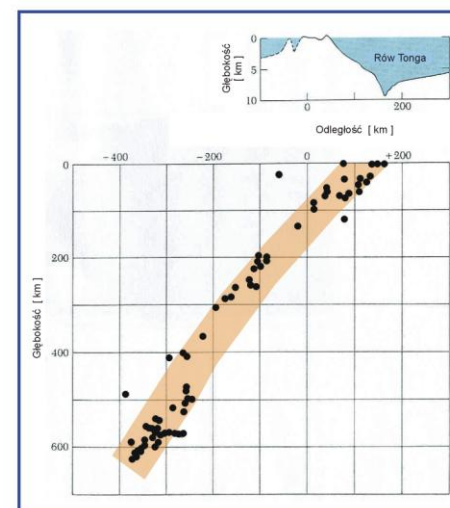 Głębokość
[ km ]
0
5
10
Rów Tonga
0
200
Odległość [ km ]
− 400
− 200
0
+200
0
200
400
600
Głębokość [ km ]